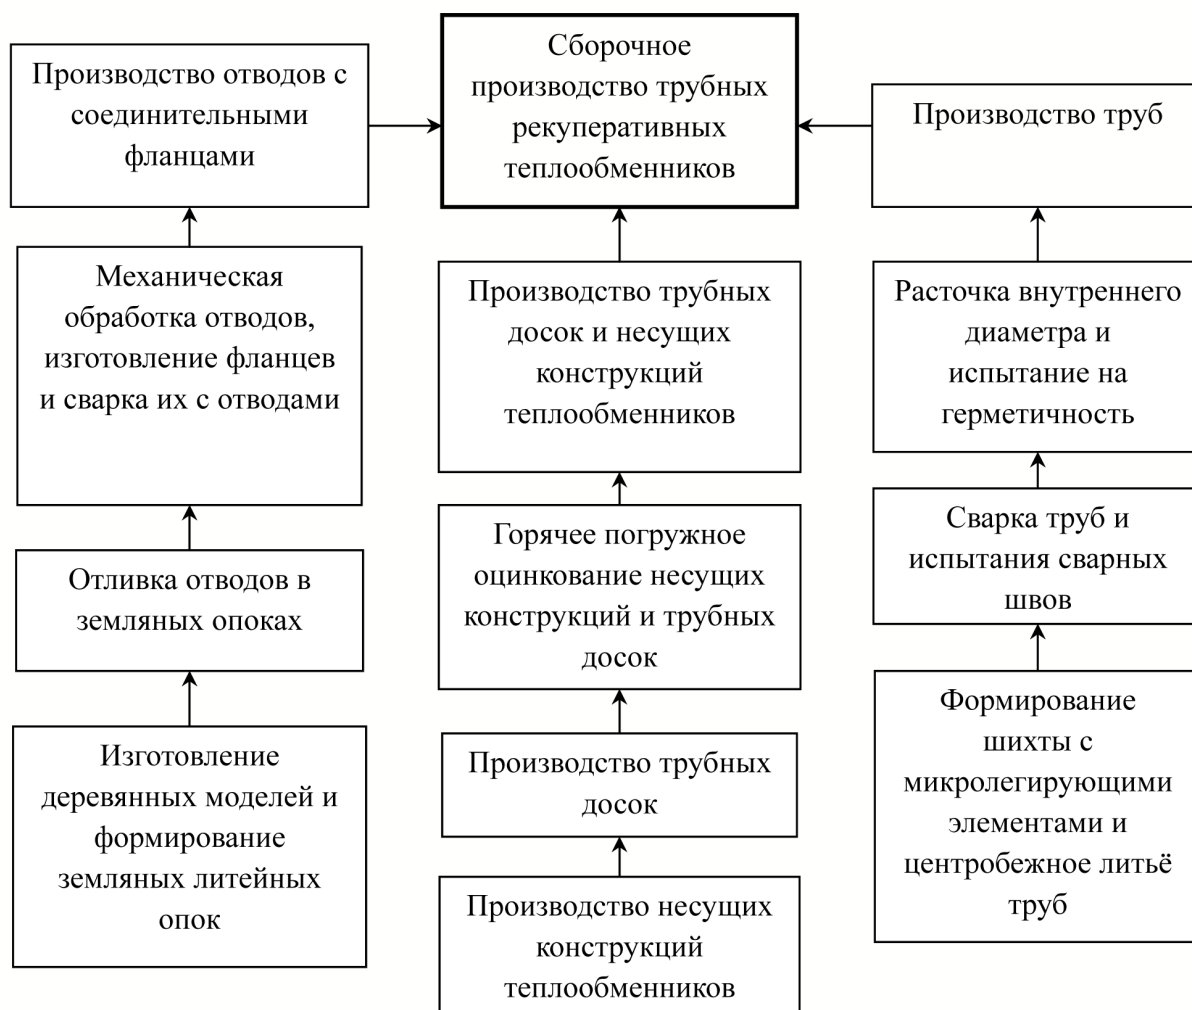 Производство отводов с
соединительными
фланцами
Сборочное
производство трубных
рекуперативных
теплообменников
Производство труб
Механическая
обработка отводов,
изготовление фланцев
и сварка их с отводами
Производство трубных
досок и несущих
конструкций
теплообменников
Расточка внутреннего
диаметра и
испытание на
герметичность
Отливка отводов в
земляных опоках
Горячее погружное
оцинкование несущих
конструкций и трубных
досок
Сварка труб и
испытания сварных
швов
Изготовление
деревянных моделей и
формирование
земляных литейных
опок
Производство трубных
досок
Производство несущих
конструкций
теплообменников
Формирование
шихты с
микролегирующими
элементами и
центробежное литьё
труб